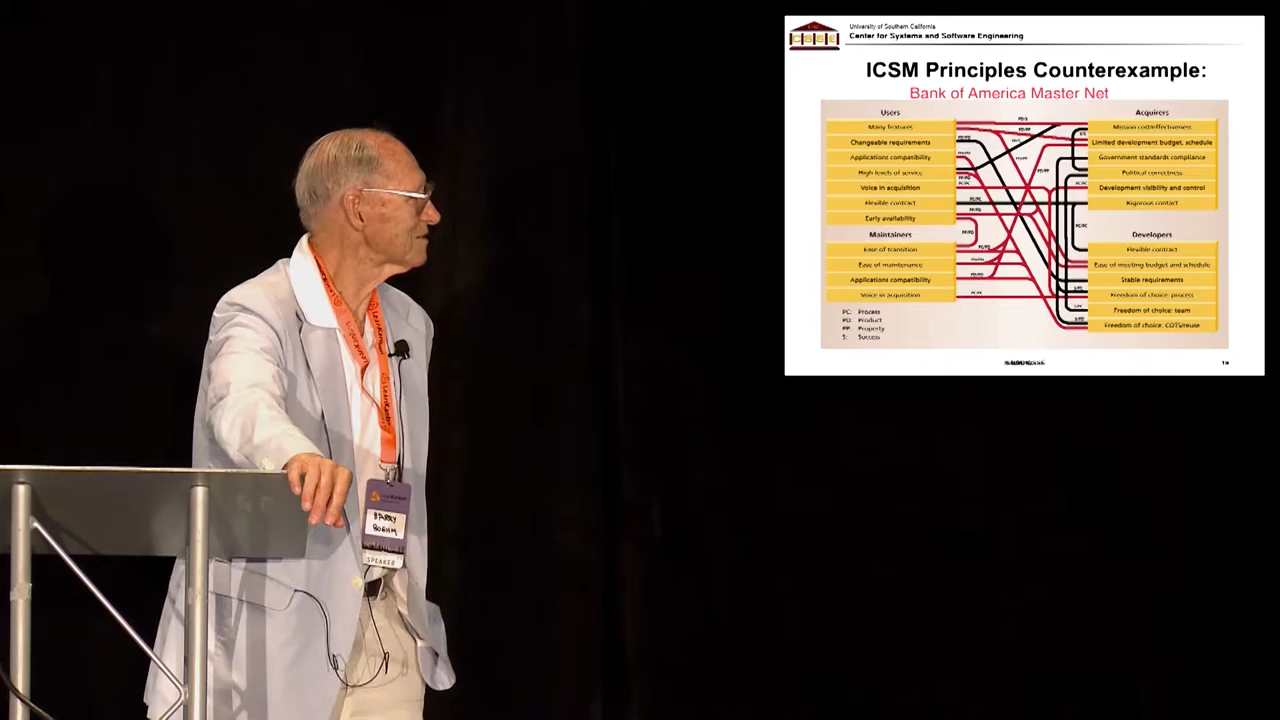 University of Southern California
CSSE
Center for Systems and Software Engineering
ICSM Principles Counterexample:
Bank of America Master Net
Users
Many features
Changeable requirements
Applications compatibility
High levels of service
Voice in acquisition
Flexible contract
Early availability
Maintainers
Ease of transition
Ease of maintenance
Applications compatibility
Voice in acquisition
PC: Process
PD: Product
PP: Property
S: Success
Acquirers
Mission cost/effectiveness
Limited development budget, schedule
Government standards compliance
Political correctness
Development visibility and control
Rigorous contact
Developers
Flexible contract
Ease of meeting budget and schedule
Stable requirements
Freedom of choice: process
Freedom of choice: team
Freedom of choice: COTS/reuse
LeanKanban
BARRY
BOEHM
SPEAKER